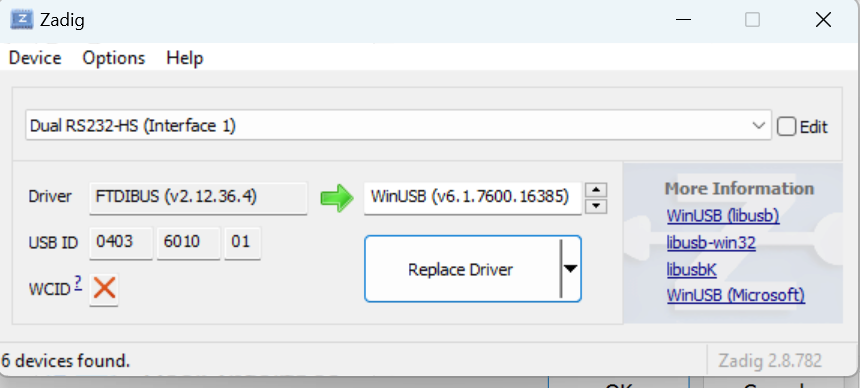 Zadig
Device Options Help
Dual RS232-HS (Interface 1)
Edit
Driver FTDIBUS (v2.12.36.4) WinUSB (v6.1.7600.16385)
USB ID 0403 6010 01
WCID ?
Replace Driver
More Information
WinUSB (libusb)
libusb-win32
libusbK
WinUSB (Microsoft)
6 devices found.
Zadig 2.8.782